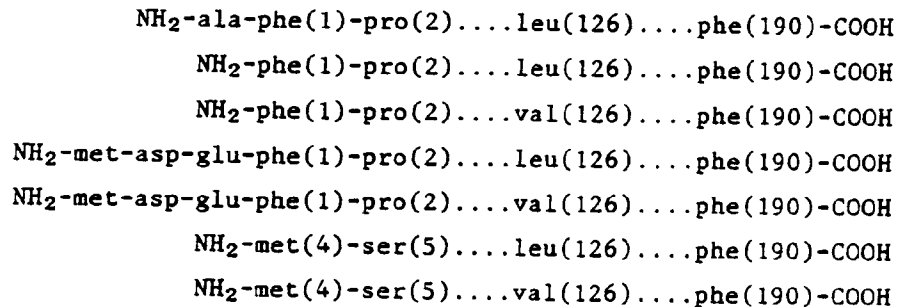 NH2-ala-phe(1)-pro(2)....leu(126)....phe(190)-COOH
NH2-phe(1)-pro(2)....leu(126)....phe(190)-COOH
NH2-phe(1)-pro(2)....val(126)....phe(190)-COOH
NH2-met-asp-glu-phe(1)-pro(2)....leu(126)....phe(190)-COOH
NH2-met-asp-glu-phe(1)-pro(2)....val(126)....phe(190)-COOH
NH2-met(4)-ser(5)....leu(126)....phe(190)-COOH
NH2-met(4)-ser(5)....val(126)....phe(190)-COOH